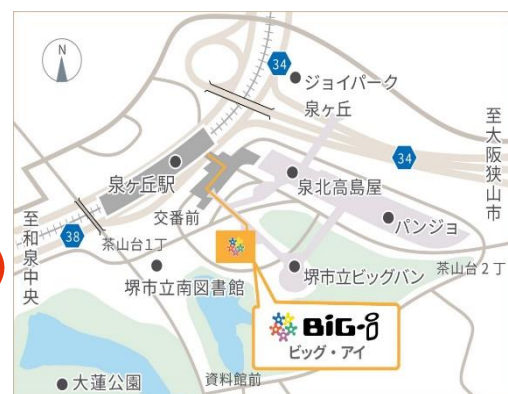 N
34
ジョイパーク
泉ヶ丘
至大阪狭山市
34
泉ヶ丘駅
泉北高島屋
パンジョ
交番前
至和泉中央
38
茶山台1丁
堺市立南図書館
堺市立ビッグバン
茶山台2丁
BiG-i
ビッグ・アイ
大蓮公園
資料館前